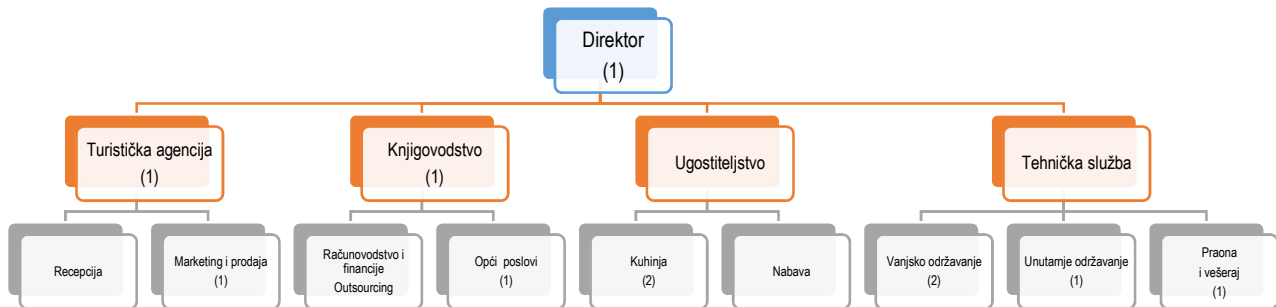 Direktor
(1)
Turistička agencija
(1)
Knjigovodstvo
(1)
Ugostiteljstvo
Tehnička služba
Recepcija
Marketing i prodaja
(1)
Računovodstvo i
financije
Outsourcing
Opći poslovi
(1)
Kuhinja
(2)
Nabava
Vanjsko održavanje
(2)
Unutarnje održavanje
(1)
Praona
i vešeraj
(1)